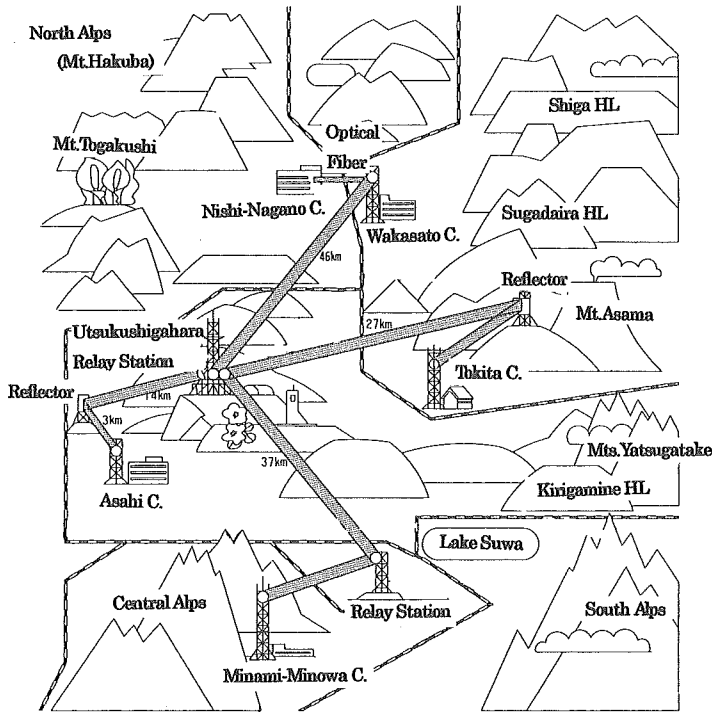 North Alps
(Mt.Hakuba)
Shiga HL
Optical
Fiber
Mt.Togakushi
Nishi-Nagano C.
Wakasato C.
Sugadaira HL
46km
Reflector
Mt.Asama
27km
Utsukushigahara
Relay Station
Tokita C.
Reflector
14km
3km
37km
Mts.Yatsugatake
Asahi C.
Kirigamine HL
Lake Suwa
Central Alps
Relay Station
South Alps
Minami-Minowa C.